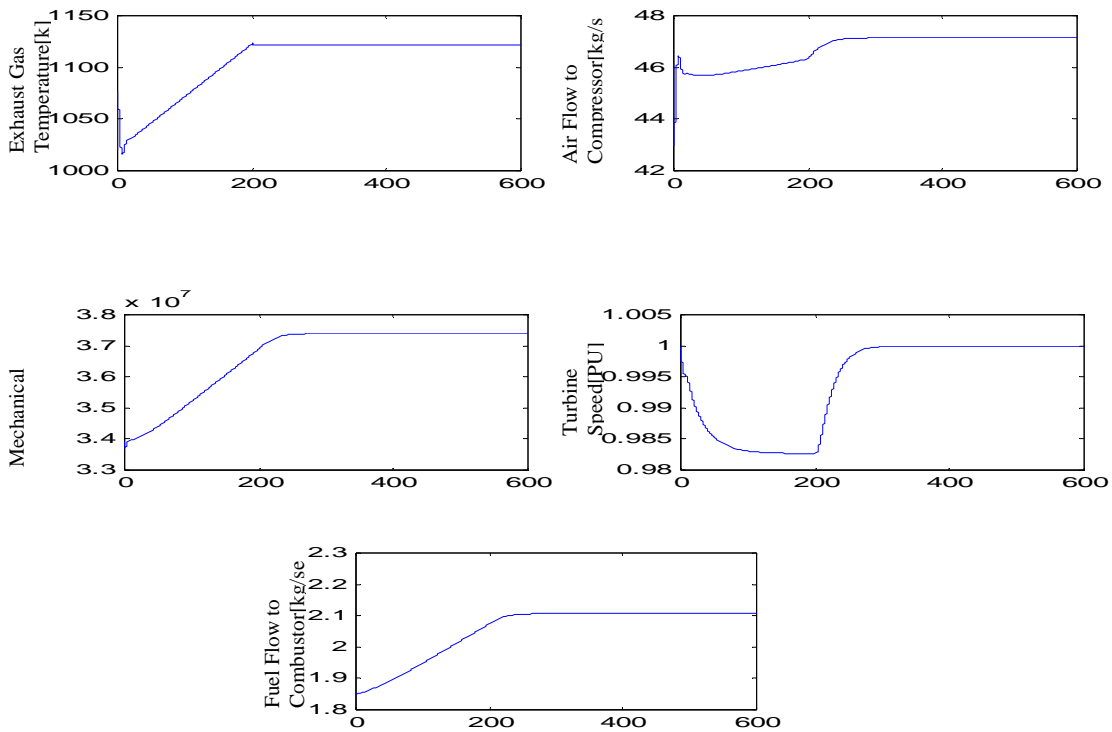 Exhaust Gas
Temperature[k]
1150
1100
1050
1000
0 200 400 600
Air Flow to
Compressor[kg/s
48
46
44
42
0 200 400 600
Mechanical
x 10^7
3.8
3.7
3.6
3.5
3.4
3.3
0 200 400 600
Turbine
Speed[PU]
1.005
1
0.995
0.99
0.985
0.98
0 200 400 600
Fuel Flow to
Combustor[kg/se
2.3
2.2
2.1
2
1.9
1.8
0 200 400 600